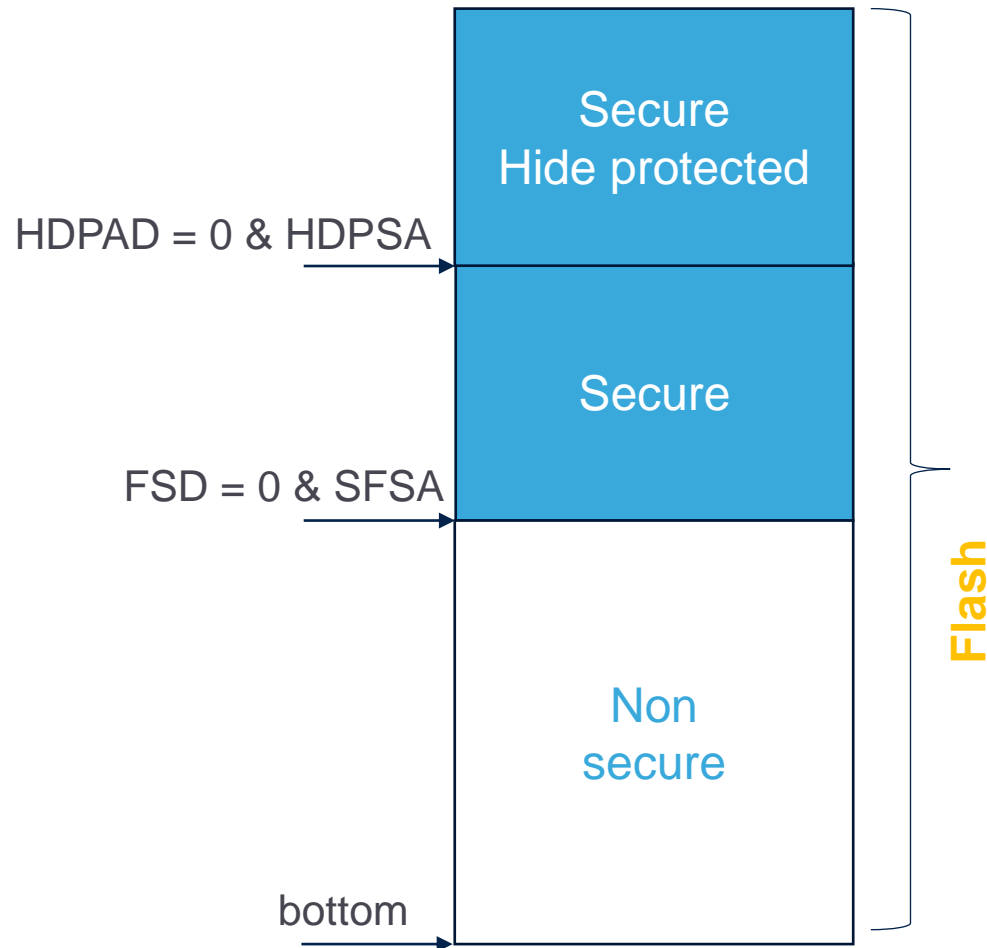 Secure
Hide protected
HDPAD = 0 & HDPSA
Secure
FSD = 0 & SFSA
Flash
Non
secure
bottom